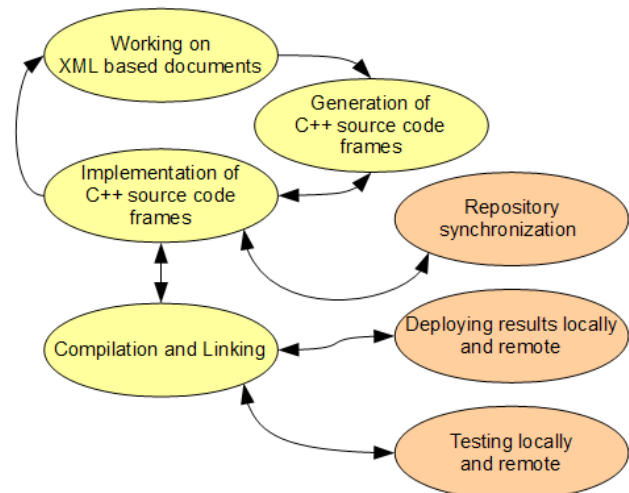 Working on
XML based documents
Generation of
C++ source code
frames
Implementation of
C++ source code
frames
Repository
synchronization
Compilation and Linking
Deploying results locally
and remote
Testing locally
and remote